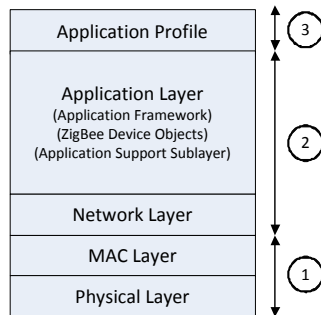 Application Profile
3
Application Layer
(Application Framework)
(ZigBee Device Objects)
(Application Support Sublayer)
2
Network Layer
MAC Layer
1
Physical Layer